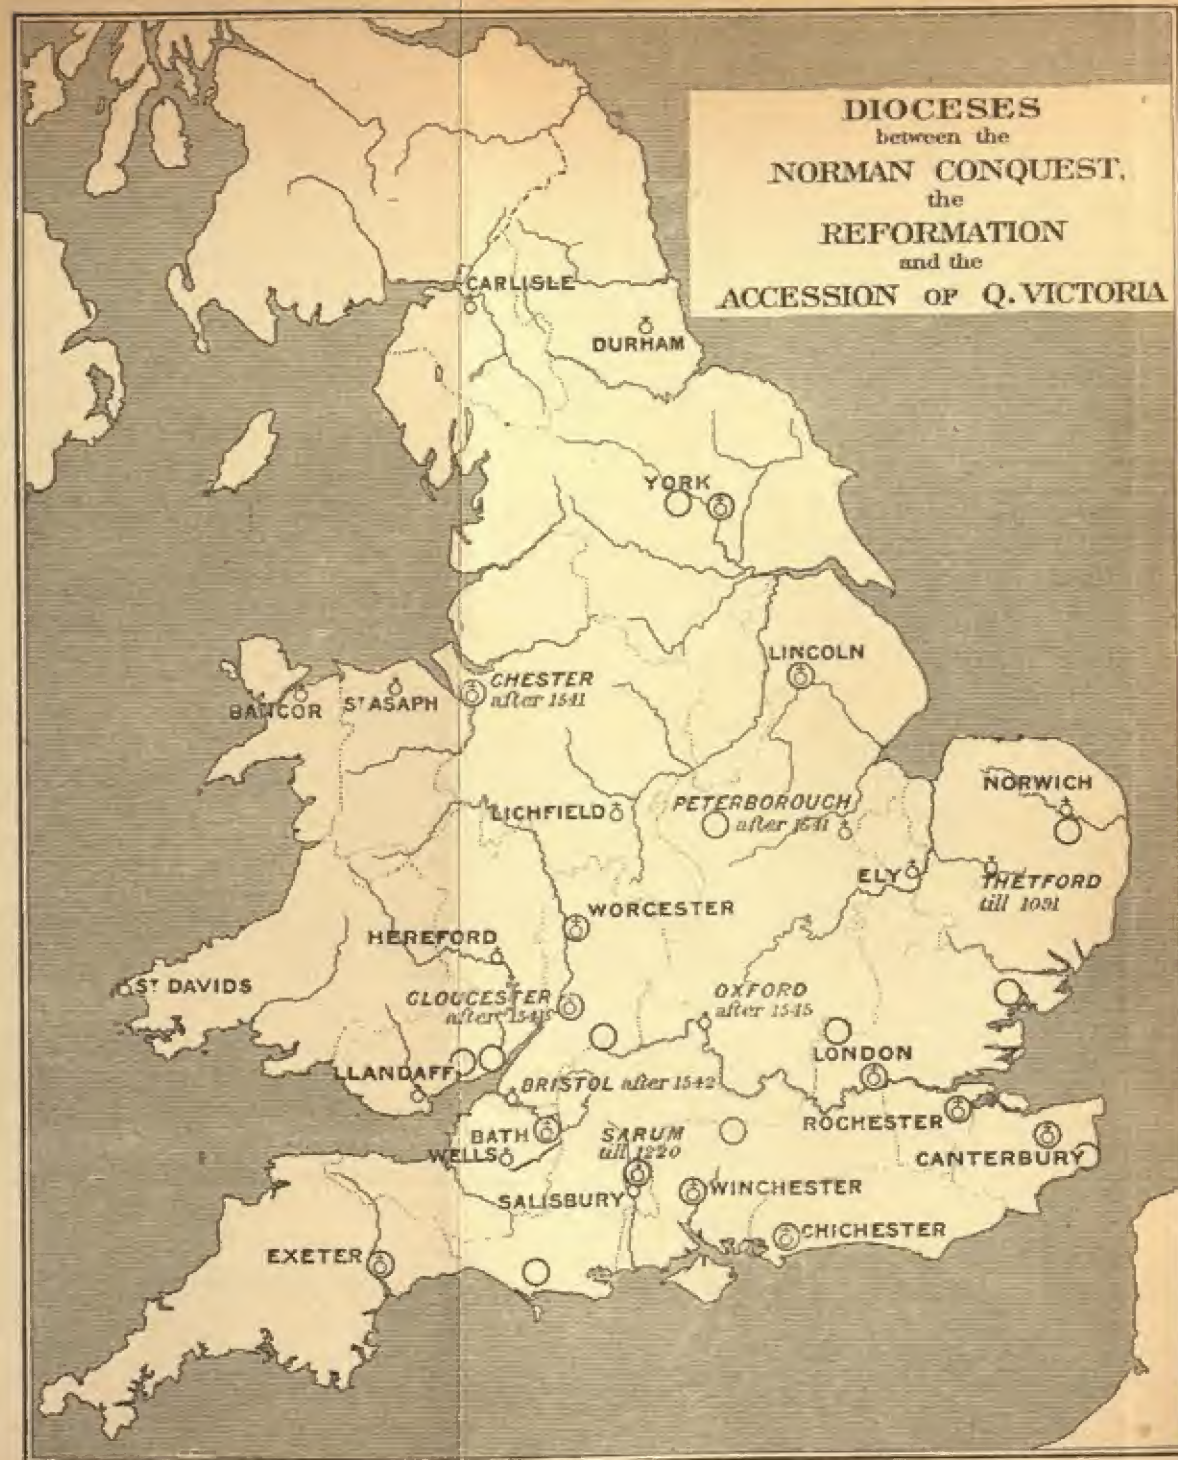 DIOCESES
between the
NORMAN CONQUEST,
the
REFORMATION
and the
ACCESSION OF Q. VICTORIA
CARLISLE
DURHAM
YORK
LINCOLN
CHESTER
after 1541
BANGOR
ST ASAPH
NORWICH
PETERBOROUGH
after 1541
LICHFIELD
ELY
THETFORD
till 1091
WORCESTER
HEREFORD
ST DAVIDS
GLOUCESTER
after 1541
OXFORD
after 1545
LONDON
LLANDAFF
BRISTOL after 1542
ROCHESTER
BATH
SARUM
till 1220
WELLS
CANTERBURY
SALISBURY
WINCHESTER
CHICHESTER
EXETER